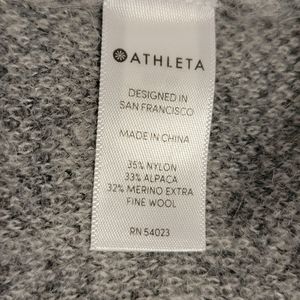 ATHLETA
DESIGNED IN
SAN FRANCISCO
MADE IN CHINA
35% NYLON
33% ALPACA
32% MERINO EXTRA
FINE WOOL
RN 54023